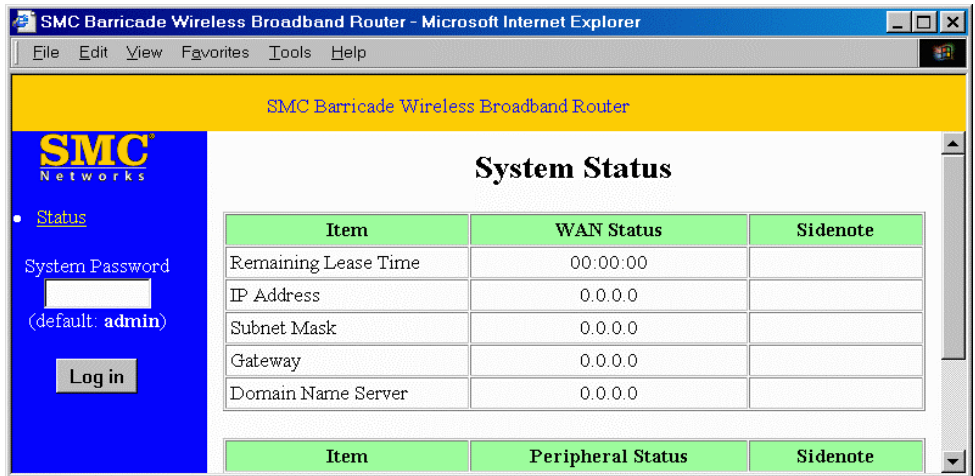 SMC Barricade Wireless Broadband Router - Microsoft Internet Explorer
File Edit View Favorites Tools Help
SMC Barricade Wireless Broadband Router
SMC®
Networks
Status
System Password
(default: admin)
Log in
System Status
Item WAN Status Sidenote
Remaining Lease Time 00:00:00
IP Address 0.0.0.0
Subnet Mask 0.0.0.0
Gateway 0.0.0.0
Domain Name Server 0.0.0.0
Item Peripheral Status Sidenote